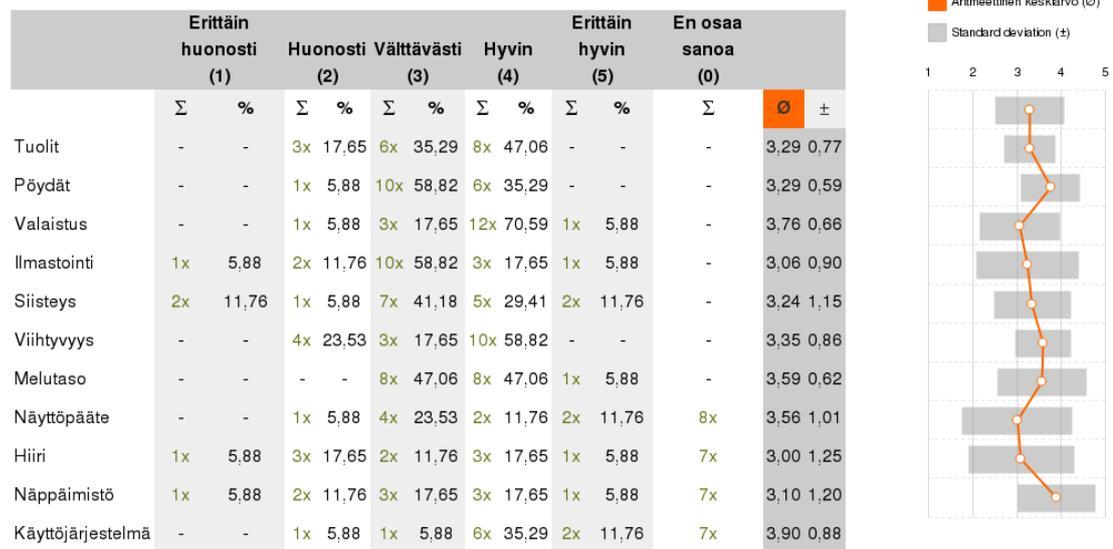 Aritmeettinen keskiarvo (Ø)
Standard deviation (±)
Erittäin huonosti (1) Huonosti (2) Välttävästi (3) Hyvin (4) Erittäin hyvin (5) En osaa sanoa (0)
Σ % Σ % Σ % Σ % Σ % Σ Ø ±
1 2 3 4 5
Tuolit - - 3x 17,65 6x 35,29 8x 47,06 - - - 3,29 0,77
Pöydät - - 1x 5,88 10x 58,82 6x 35,29 - - - 3,29 0,59
Valaistus - - 1x 5,88 3x 17,65 12x 70,59 1x 5,88 - 3,76 0,66
Ilmastointi 1x 5,88 2x 11,76 10x 58,82 3x 17,65 1x 5,88 - 3,06 0,90
Siisteys 2x 11,76 1x 5,88 7x 41,18 5x 29,41 2x 11,76 - 3,24 1,15
Viihtyvyys - - 4x 23,53 3x 17,65 10x 58,82 - - - 3,35 0,86
Melutaso - - - - 8x 47,06 8x 47,06 1x 5,88 - 3,59 0,62
Näyttöpääte - - 1x 5,88 4x 23,53 2x 11,76 2x 11,76 8x 3,56 1,01
Hiiri 1x 5,88 3x 17,65 2x 11,76 3x 17,65 1x 5,88 7x 3,00 1,25
Näppäimistö 1x 5,88 2x 11,76 3x 17,65 3x 17,65 1x 5,88 7x 3,10 1,20
Käyttöjärjestelmä - - 1x 5,88 1x 5,88 6x 35,29 2x 11,76 7x 3,90 0,88